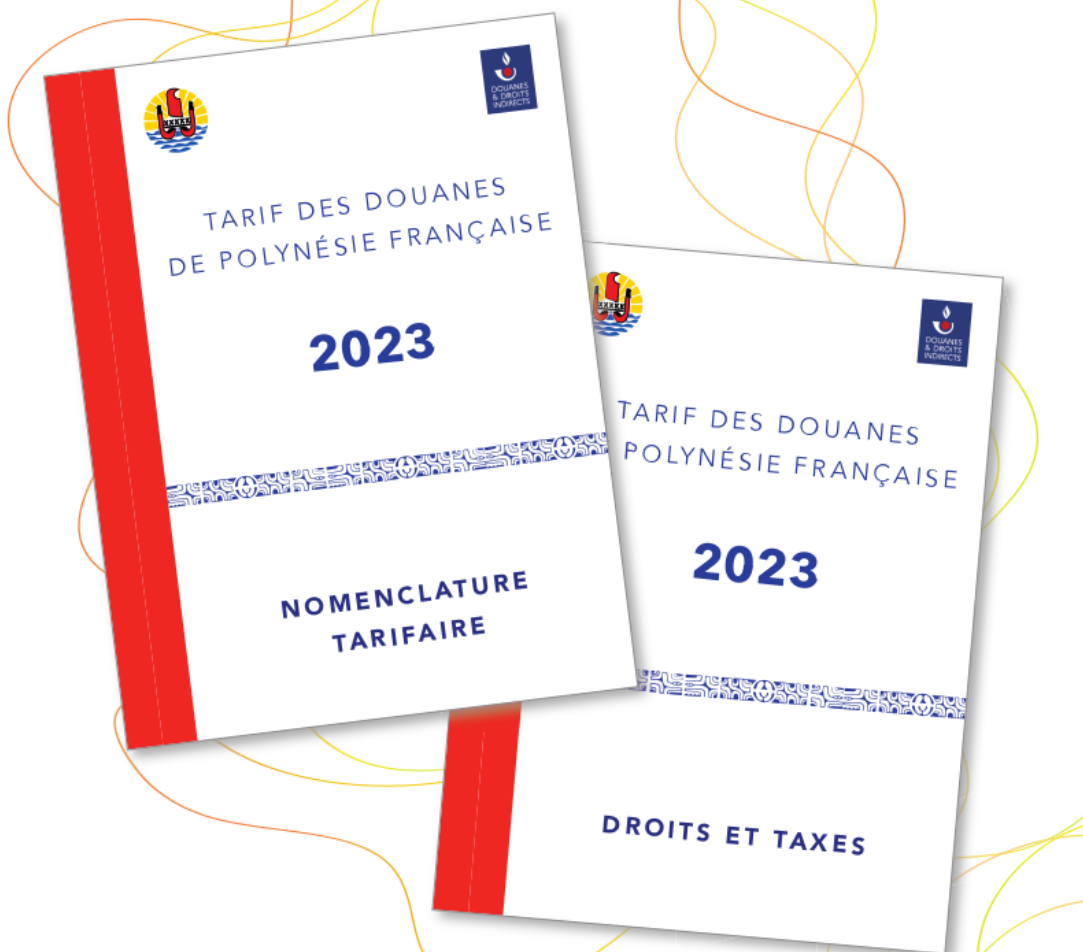 DOUANES
& DROITS
INDIRECTS
TARIF DES DOUANES
DE POLYNÉSIE FRANÇAISE
2023
NOMENCLATURE
TARIFAIRE
DOUANES
& DROITS
INDIRECTS
TARIF DES DOUANES
POLYNÉSIE FRANÇAISE
2023
DROITS ET TAXES